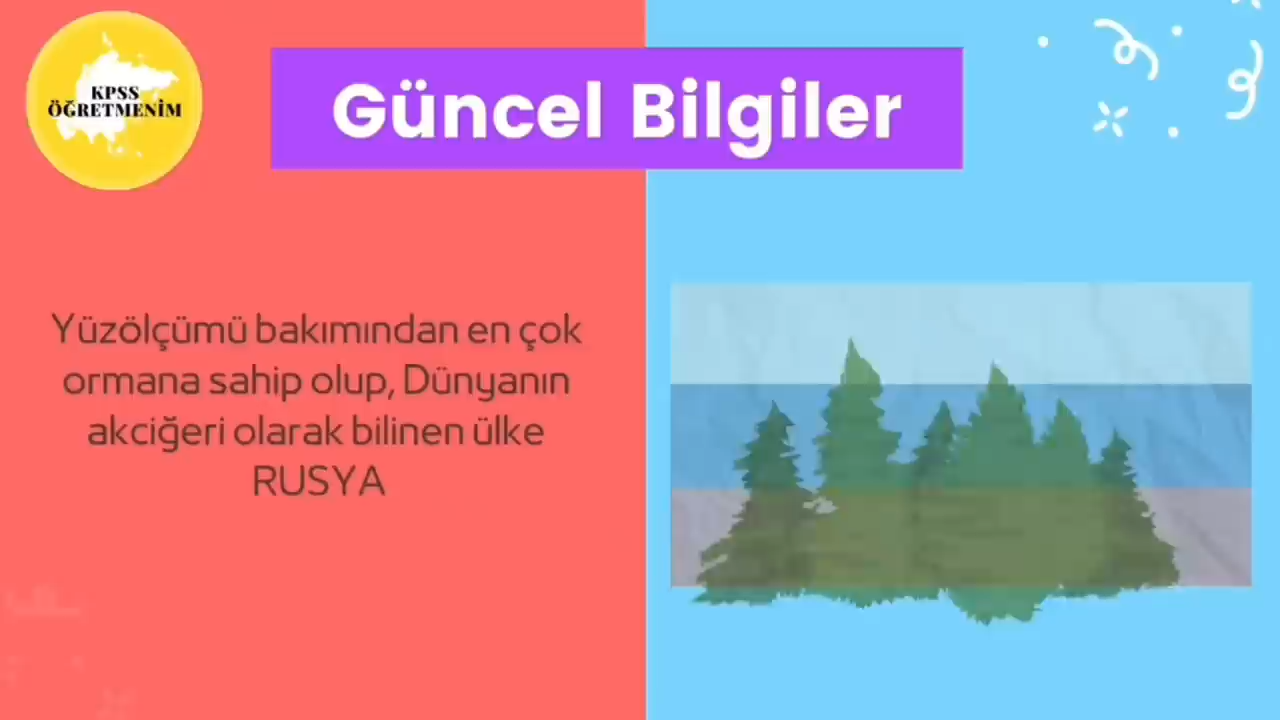 KPSS
ÖĞRETMENİM
Güncel Bilgiler
Yüzölçümü bakımından en çok
ormana sahip olup, Dünyanın
akciğeri olarak bilinen ülke
RUSYA